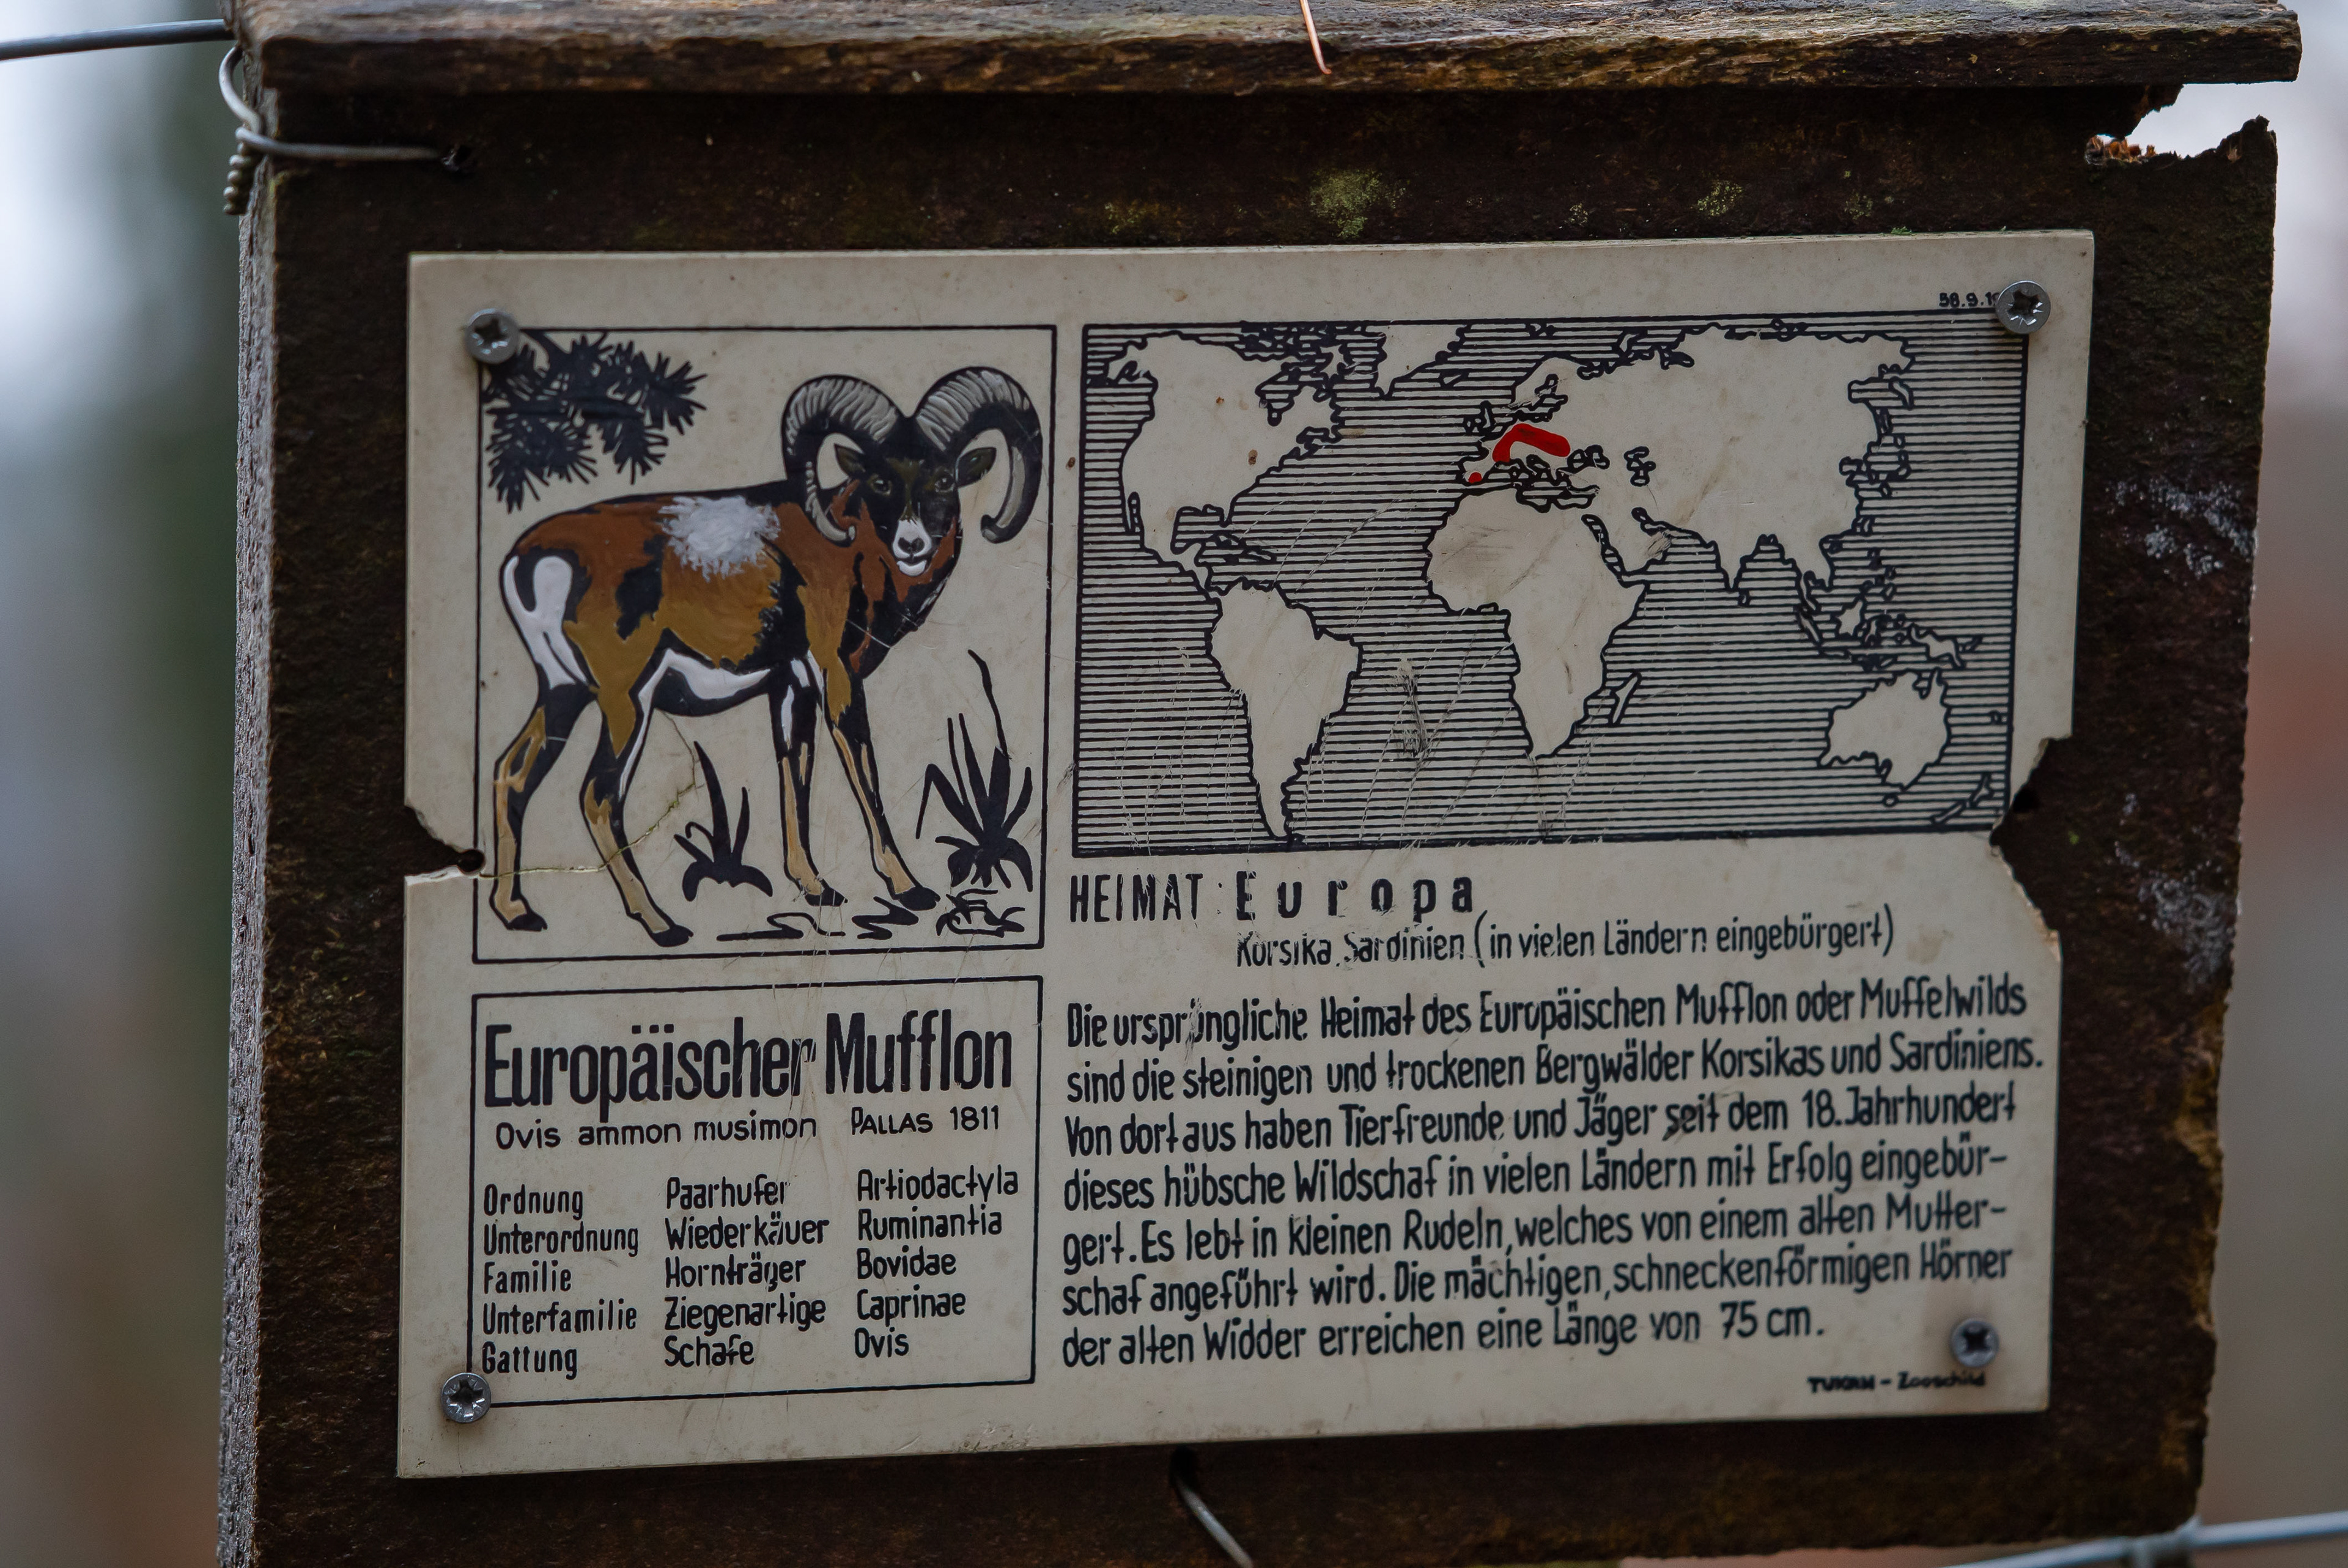 58.9.1
HEIMAT: Europa
Korsika, Sardinien (in vielen Ländern eingebürgert)
Europäischer Mufflon
Ovis ammon musimon PALLAS 1811
Ordnung Paarhufer Artiodactyla
Unterordnung Wiederkäuer Ruminantia
Familie Hornträger Bovidae
Unterfamilie Ziegenartige Caprinae
Gattung Schafe Ovis
Die ursprüngliche Heimat des Europäischen Mufflon oder Muffelwilds
sind die steinigen und trockenen Bergwälder Korsikas und Sardiniens.
Von dort aus haben Tierfreunde und Jäger seit dem 18. Jahrhundert
dieses hübsche Wildschaf in vielen Ländern mit Erfolg eingebür-
gert. Es lebt in kleinen Rudeln, welches von einem alten Mutter-
schaf angeführt wird. Die mächtigen, schneckenförmigen Hörner
der alten Widder erreichen eine Länge von 75 cm.
TUKAN - Zooschild